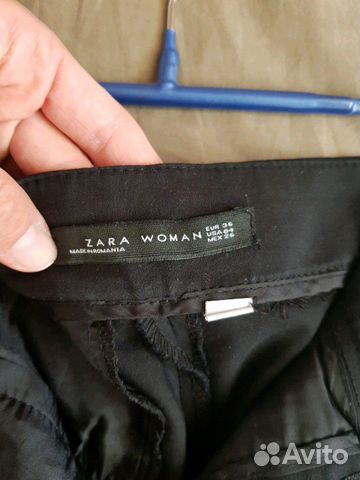 ZARA WOMAN
MADE IN ROMANIA
EUR 36
USA 04
MEX 26
Avito